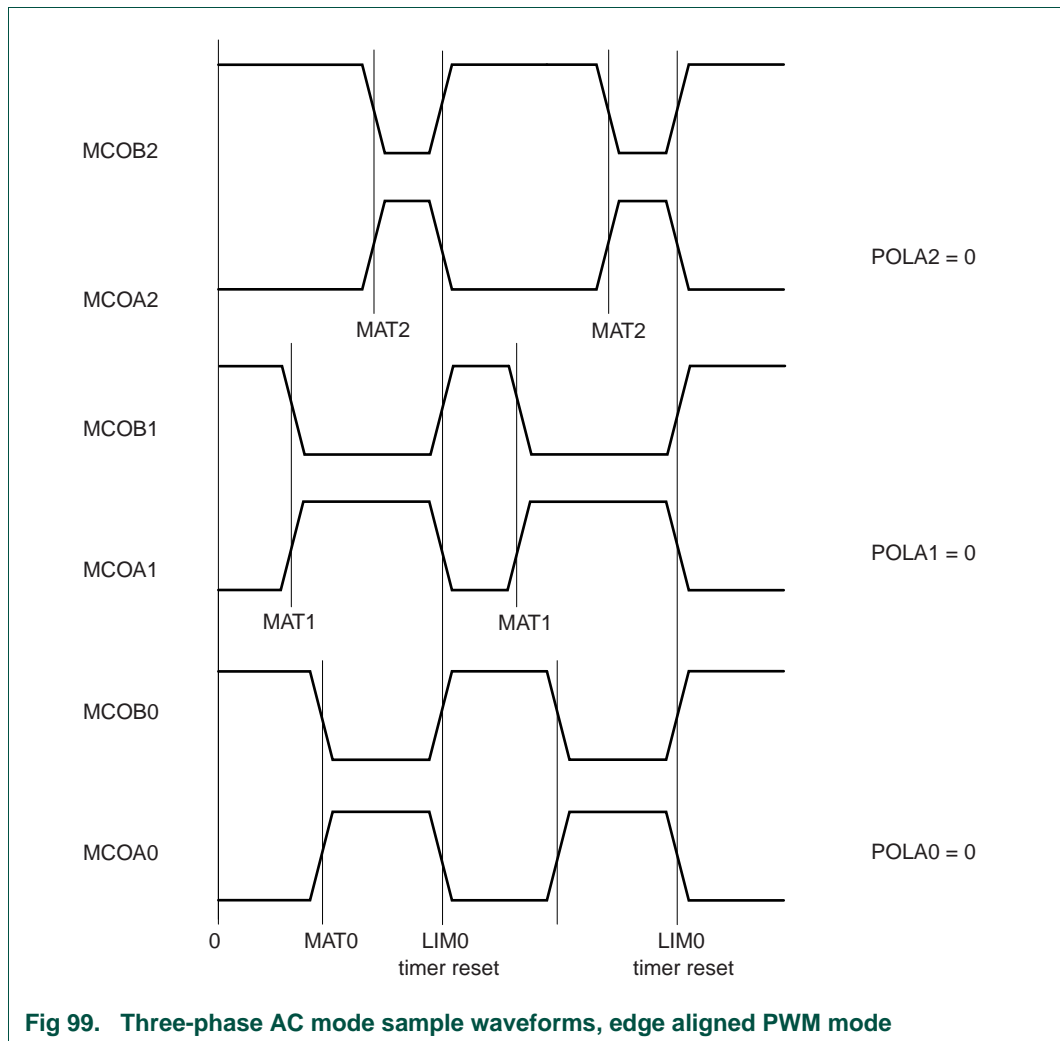 MCOB2
POLA2 = 0
MCOA2
MAT2
MAT2
MCOB1
POLA1 = 0
MCOA1
MAT1
MAT1
MCOB0
MCOA0
POLA0 = 0
0
MAT0
LIM0
timer reset
LIM0
timer reset
Fig 99. Three-phase AC mode sample waveforms, edge aligned PWM mode